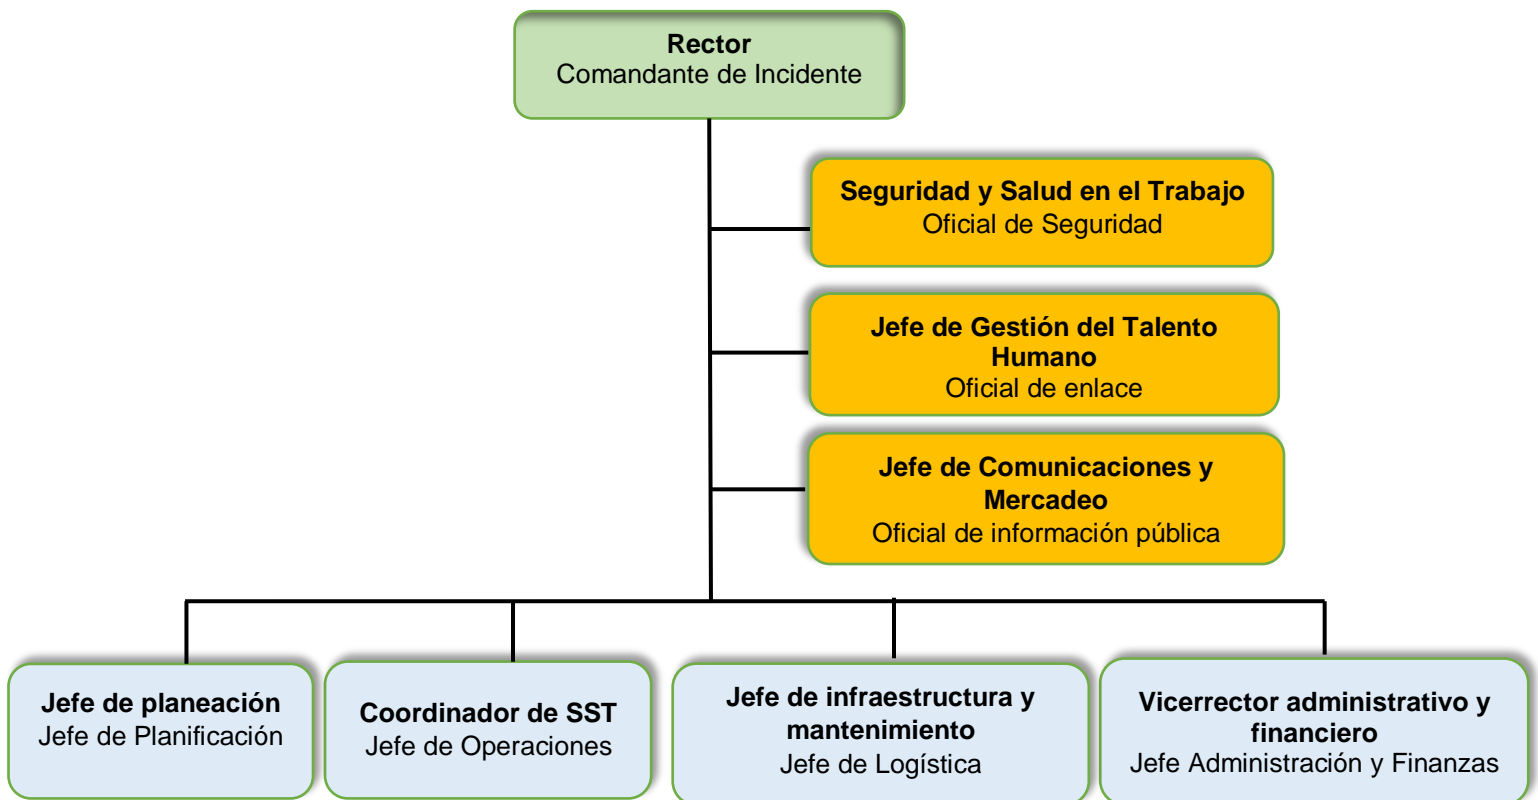 Rector
Comandante de Incidente
Seguridad y Salud en el Trabajo
Oficial de Seguridad
Jefe de Gestión del Talento
Humano
Oficial de enlace
Jefe de Comunicaciones y
Mercadeo
Oficial de información pública
Jefe de planeación
Jefe de Planificación
Coordinador de SST
Jefe de Operaciones
Jefe de infraestructura y
mantenimiento
Jefe de Logística
Vicerrector administrativo y
financiero
Jefe Administración y Finanzas